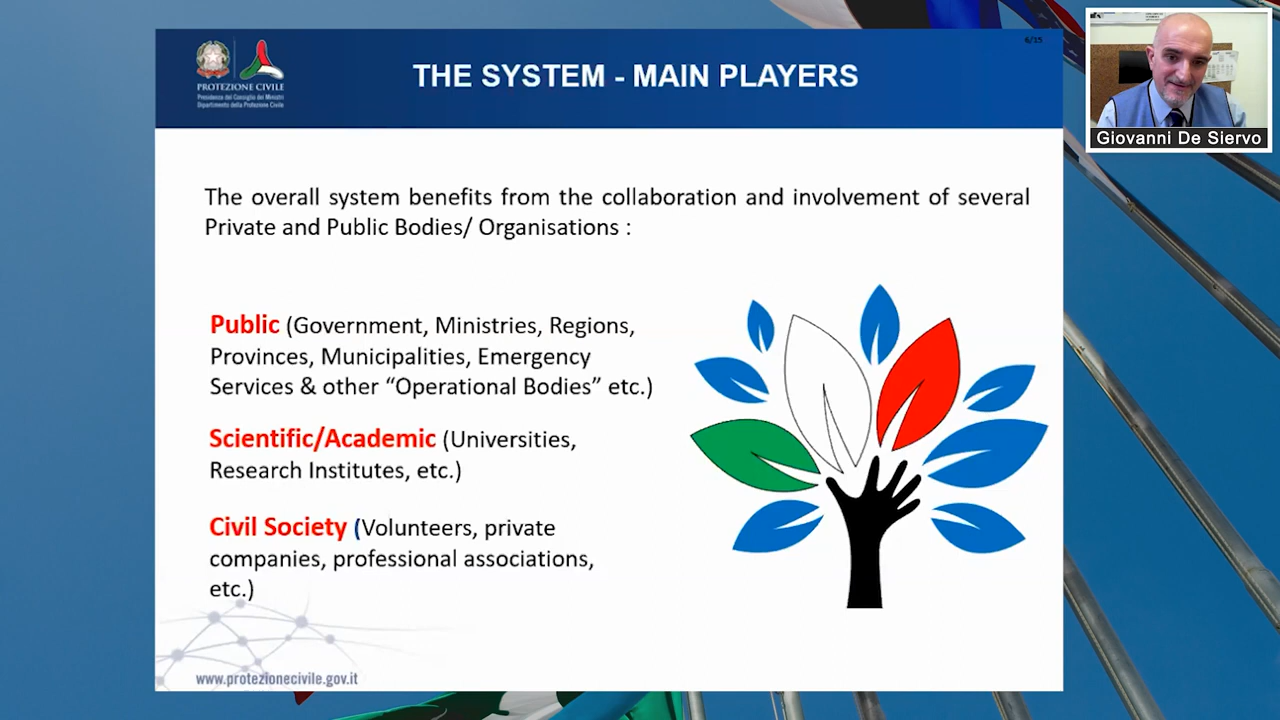 6/15
PROTEZIONE CIVILE
Presidenza del Consiglio dei Ministri
Dipartimento della Protezione Civile
THE SYSTEM - MAIN PLAYERS
Giovanni De Siervo
The overall system benefits from the collaboration and involvement of several
Private and Public Bodies/ Organisations :
Public (Government, Ministries, Regions,
Provinces, Municipalities, Emergency
Services & other “Operational Bodies” etc.)
Scientific/Academic (Universities,
Research Institutes, etc.)
Civil Society (Volunteers, private
companies, professional associations,
etc.)
www.protezionecivile.gov.it